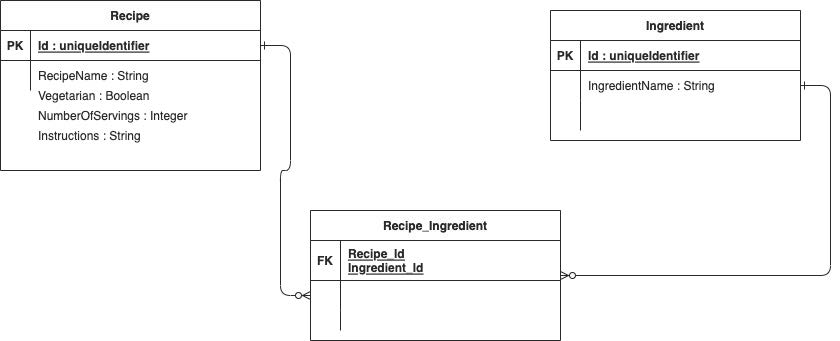 Recipe
PK Id : uniqueIdentifier
RecipeName : String
Vegetarian : Boolean
NumberOfServings : Integer
Instructions : String
Ingredient
PK Id : uniqueIdentifier
IngredientName : String
Recipe_Ingredient
FK Recipe_Id
Ingredient_Id